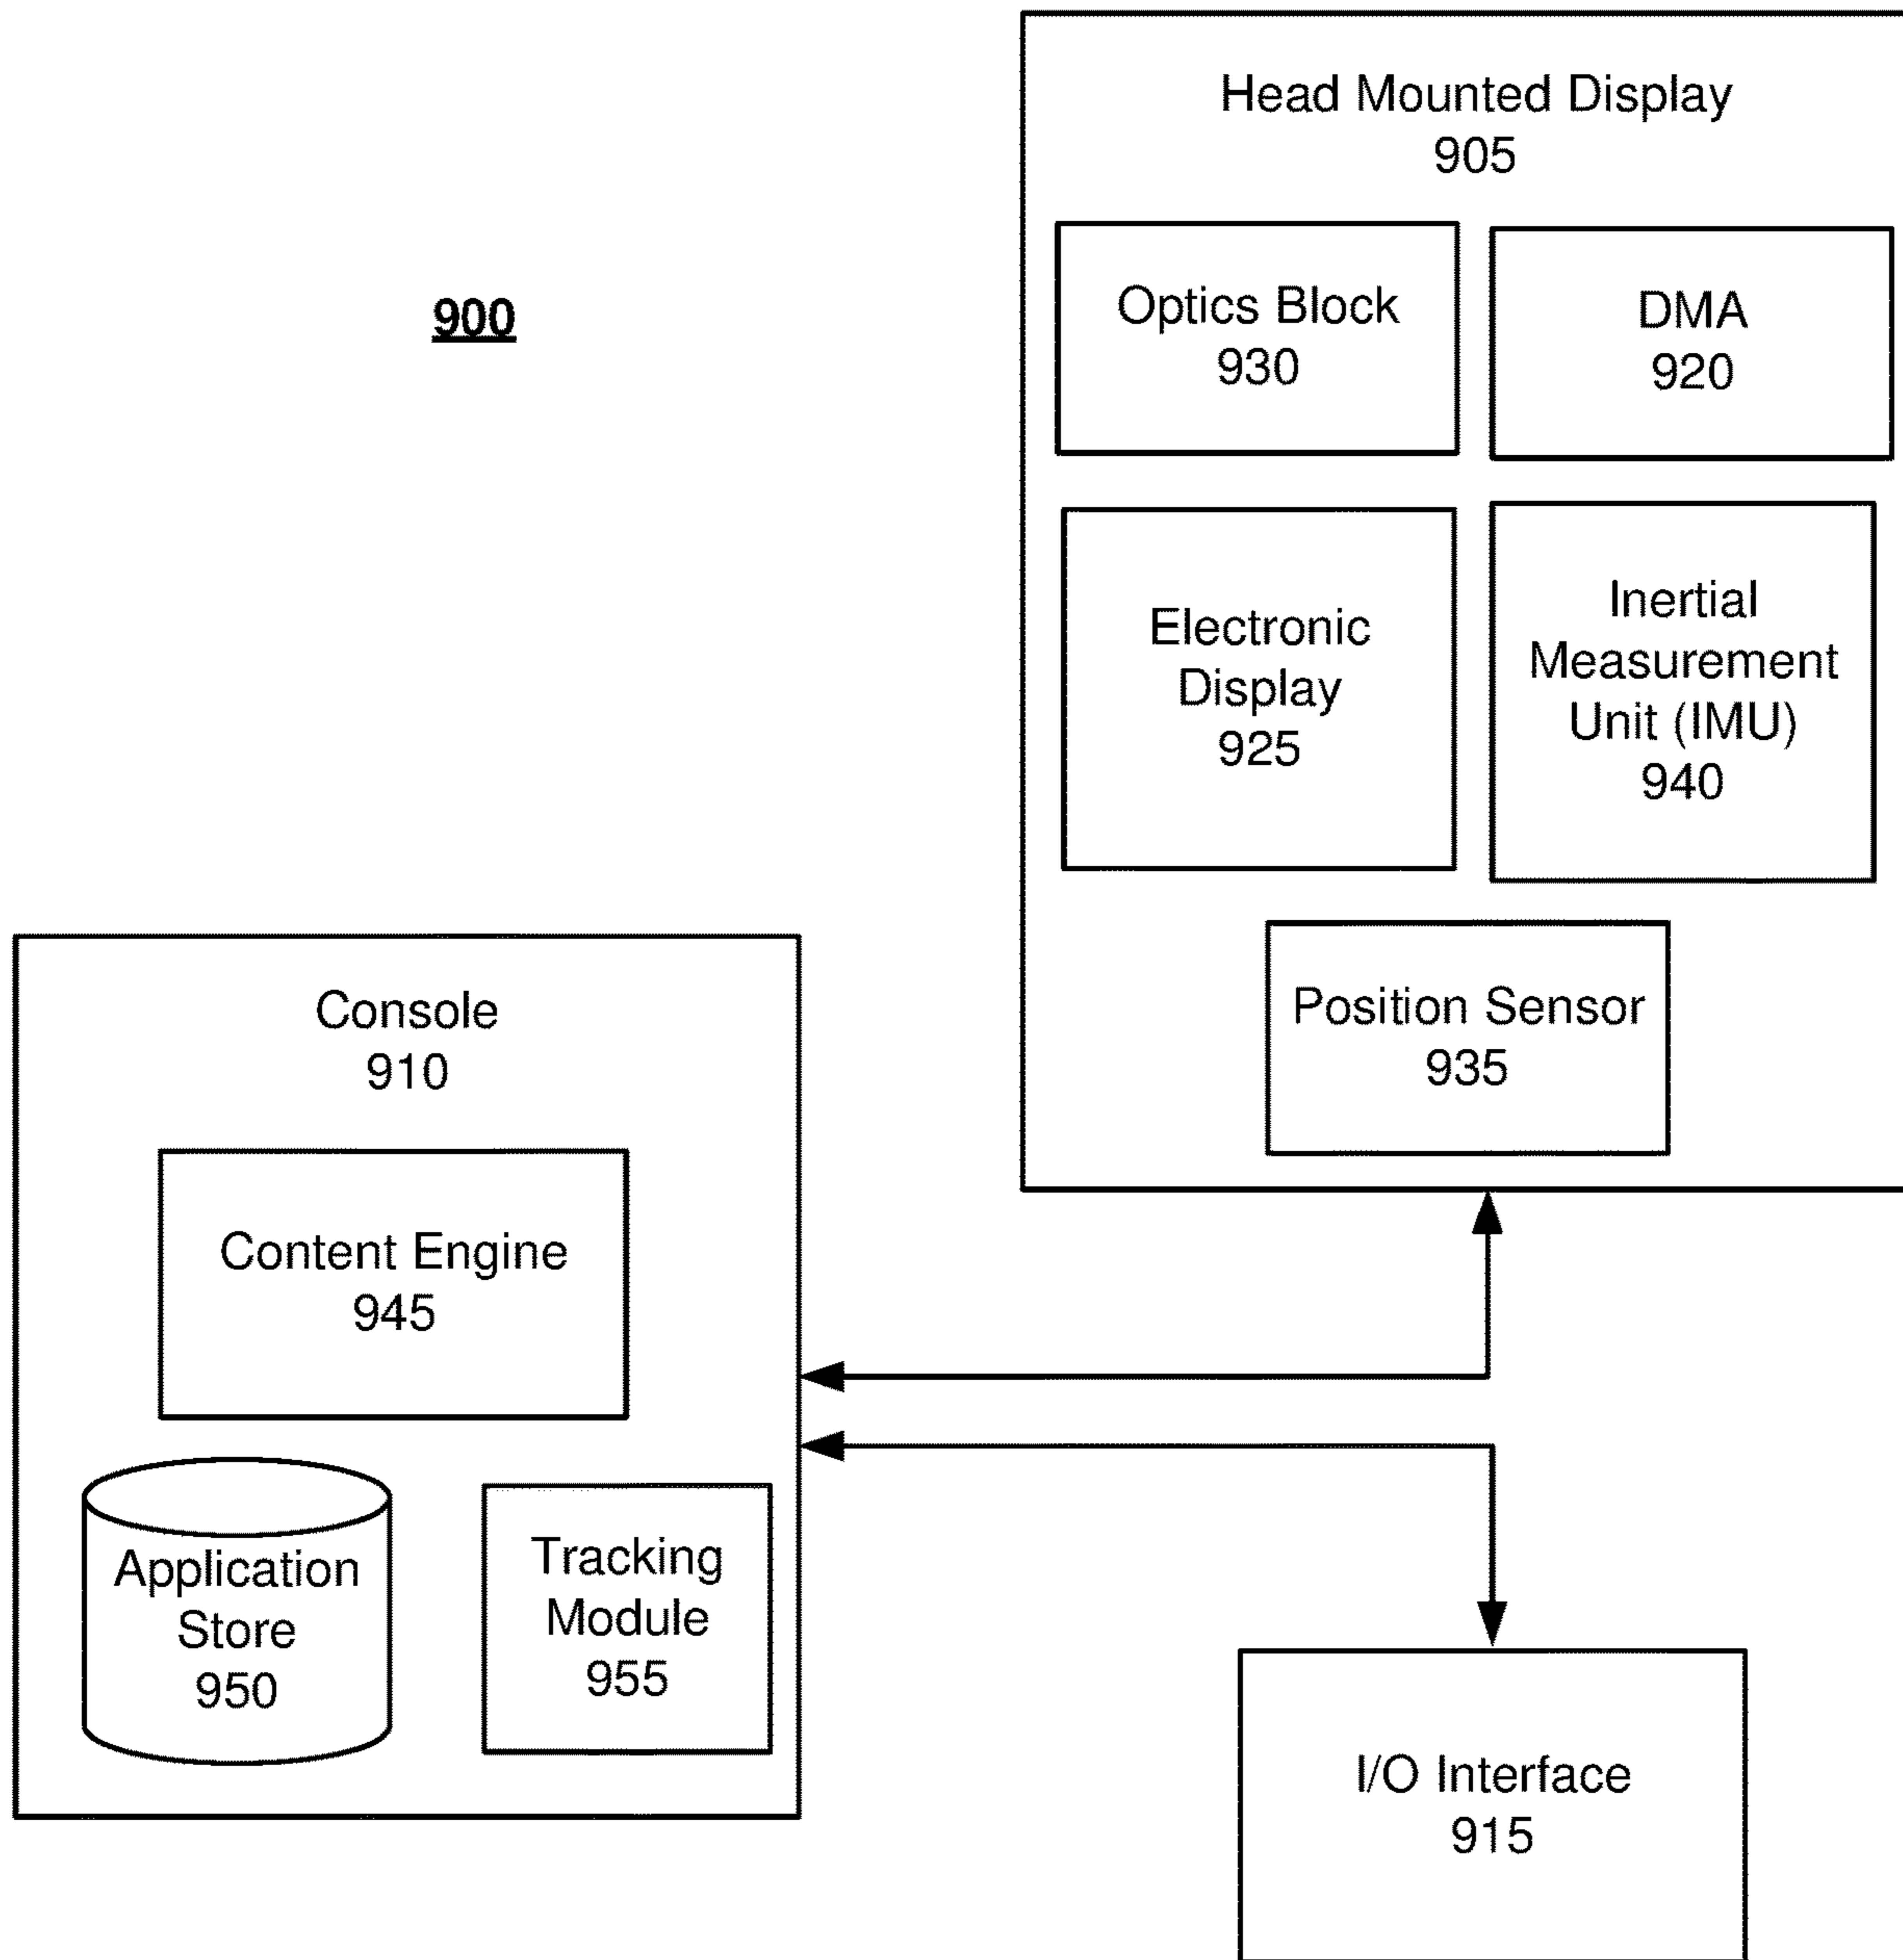 900
Head Mounted Display
905
Optics Block
930
DMA
920
Electronic
Display
925
Inertial
Measurement
Unit (IMU)
940
Position Sensor
935
Console
910
Content Engine
945
Application
Store
950
Tracking
Module
955
I/O Interface
915